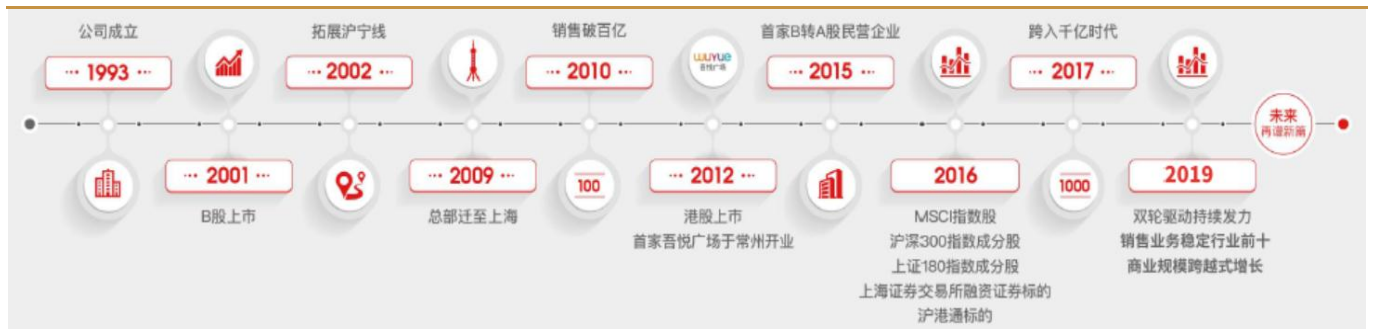 公司成立
··· 1993 ···
··· 2001 ···
B股上市
拓展沪宁线
··· 2002 ···
··· 2009 ···
总部迁至上海
销售破百亿
··· 2010 ···
100
wuyue
吾悦广场
··· 2012 ···
港股上市
首家吾悦广场于常州开业
首家B转A股民营企业
··· 2015 ···
2016
MSCI指数股
沪深300指数成分股
上证180指数成分股
上海证券交易所融资证券标的
沪港通标的
跨入千亿时代
··· 2017 ···
1000
2019
双轮驱动持续发力
销售业务稳定行业前十
商业规模跨越式增长
未来
再谱新篇